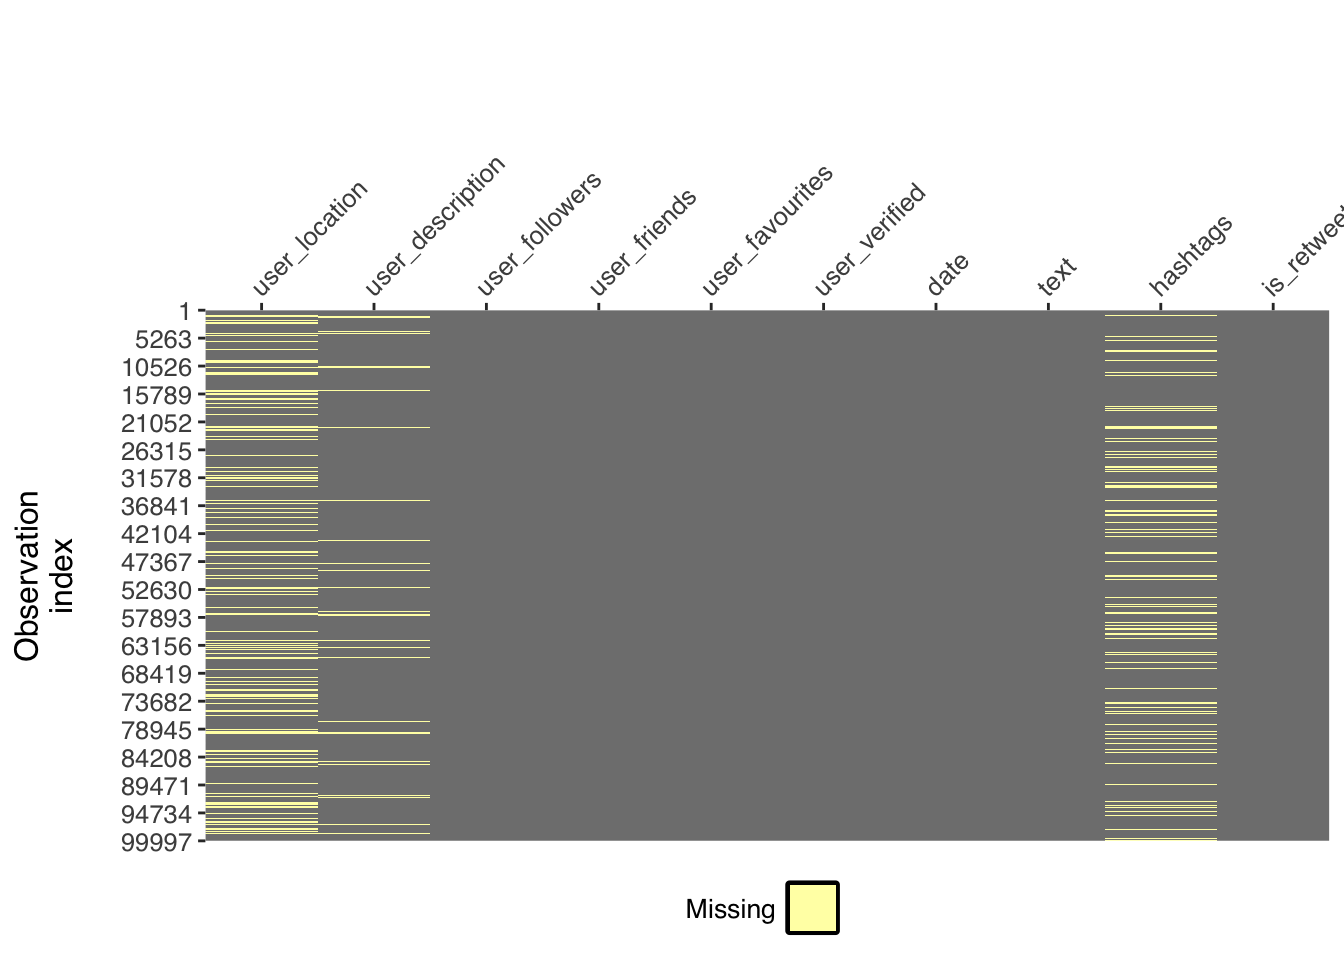 user_location
user_description
user_followers
user_friends
user_favourites
user_verified
date
text
hashtags
is_retwee
1
5263
10526
15789
21052
26315
31578
36841
42104
47367
52630
57893
63156
68419
73682
78945
84208
89471
94734
99997
Observation
index
Missing